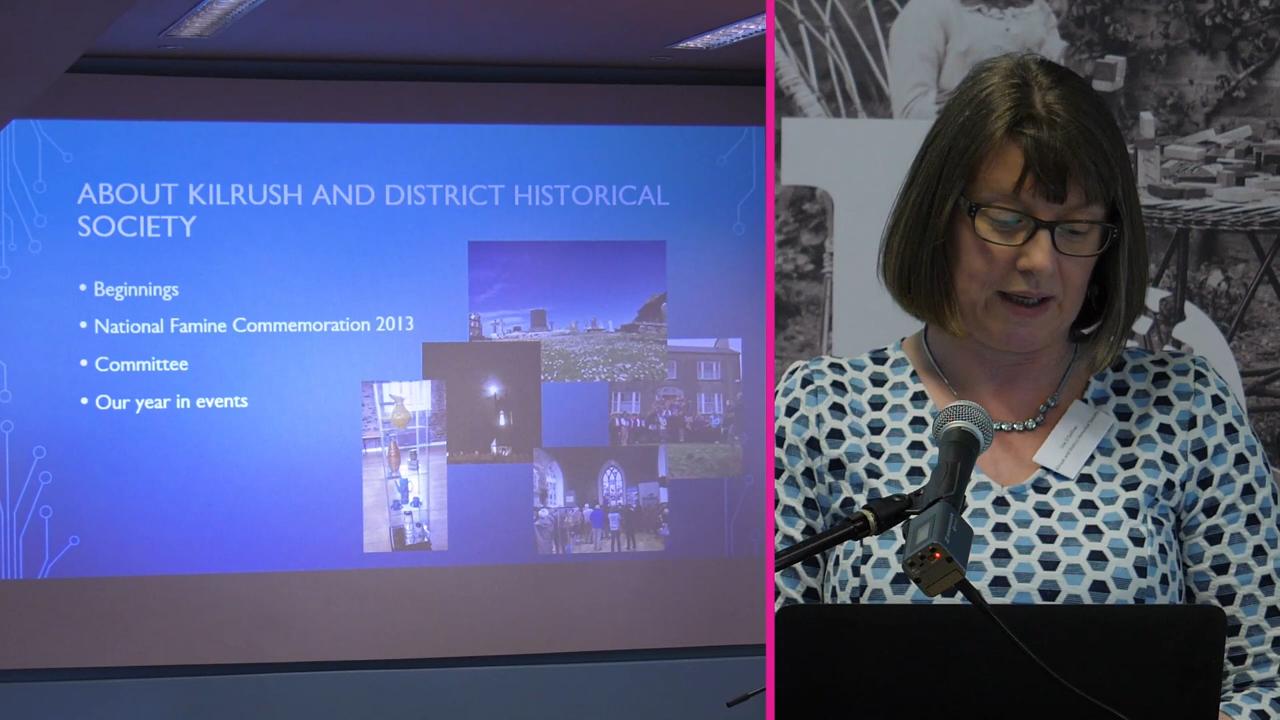 ABOUT KILRUSH AND DISTRICT HISTORICAL
SOCIETY
• Beginnings
• National Famine Commemoration 2013
• Committee
• Our year in events